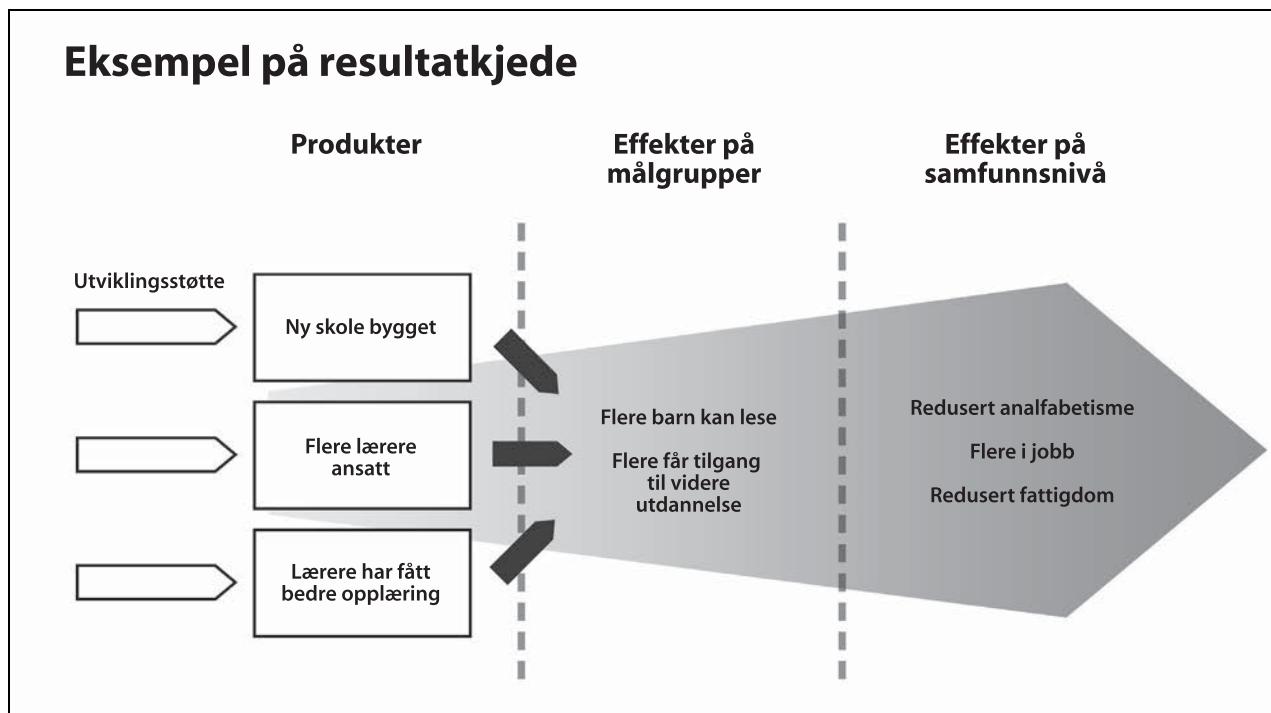 Eksempel på resultatkjede
Produkter
Effekter på
målgrupper
Effekter på
samfunnsnivå
Utviklingsstøtte
Ny skole bygget
Flere lærere
ansatt
Lærere har fått
bedre opplæring
Flere barn kan lese
Flere får tilgang
til videre
utdannelse
Redusert analfabetisme
Flere i jobb
Redusert fattigdom